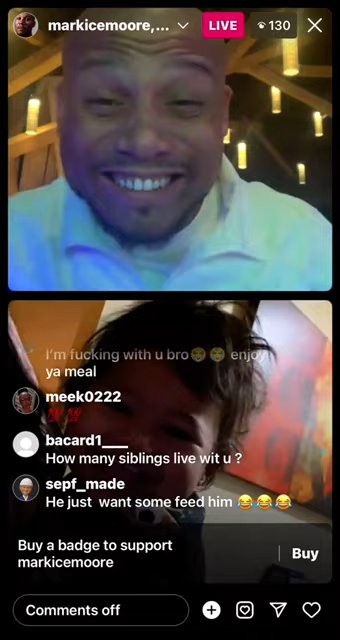 markicemoore,...
LIVE
130
I'm fucking with u bro😭😭 enjoy
ya meal
meek0222
💯💯
bacard1___
How many siblings live wit u ?
sepf_made
He just want some feed him 😂😂😂
Buy a badge to support
markicemoore
Buy
Comments off